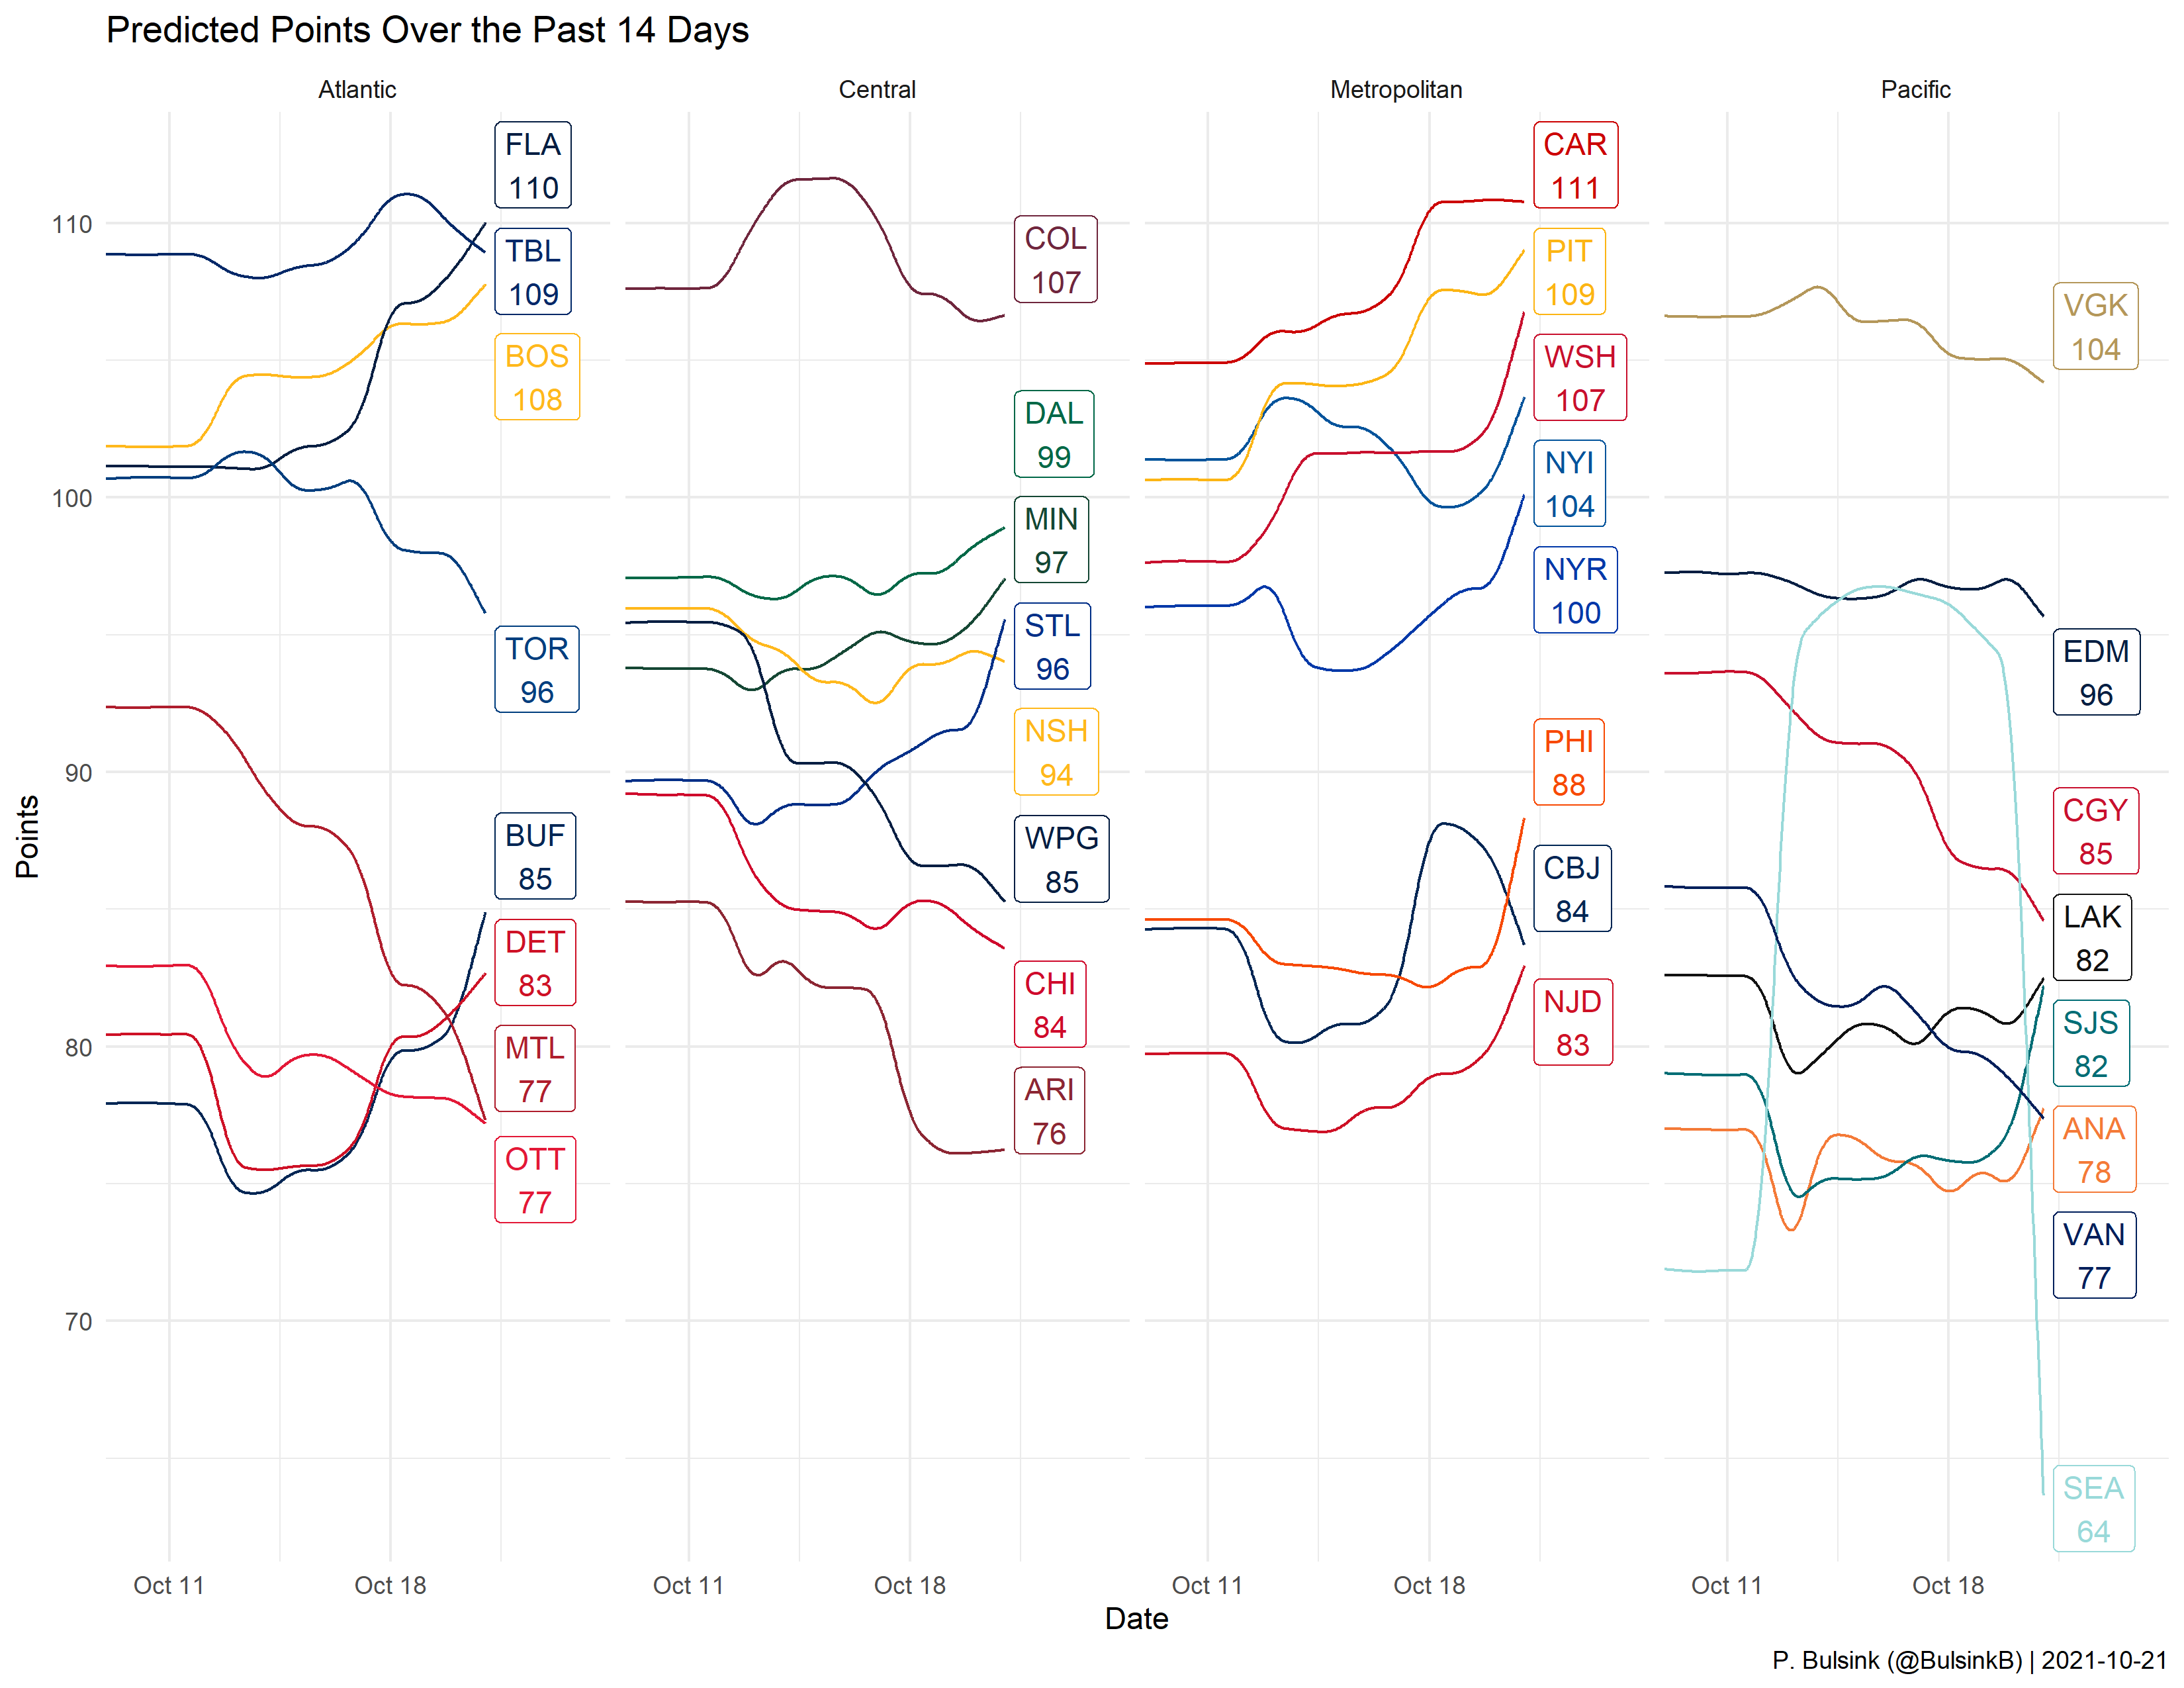 Predicted Points Over the Past 14 Days
Atlantic
Central
Metropolitan
Pacific
Points
110
100
90
80
70
FLA
110
TBL
109
BOS
108
TOR
96
BUF
85
DET
83
MTL
77
OTT
77
COL
107
DAL
99
MIN
97
STL
96
NSH
94
WPG
85
CHI
84
ARI
76
CAR
111
PIT
109
WSH
107
NYI
104
NYR
100
PHI
88
CBJ
84
NJD
83
VGK
104
EDM
96
CGY
85
LAK
82
SJS
82
ANA
78
VAN
77
SEA
64
Oct 11
Oct 18
Oct 11
Oct 18
Oct 11
Oct 18
Oct 11
Oct 18
Date
P. Bulsink (@BulsinkB) | 2021-10-21